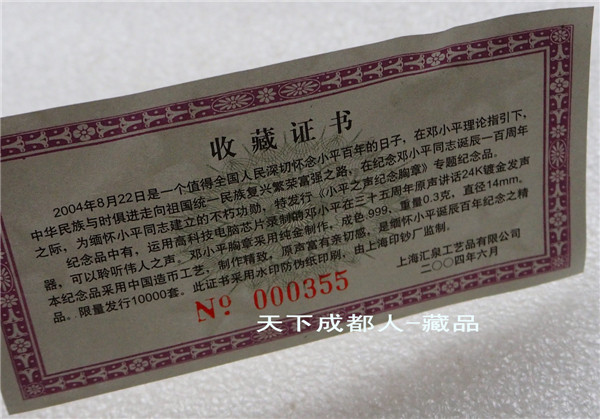 收藏证书
2004年8月22日是一个值得全国人民深切怀念小平百年的日子，在邓小平理论指引下，
中华民族与时俱进走向祖国统一民族复兴繁荣富强之路，在纪念邓小平同志诞辰一百周年
之际，为缅怀小平同志建立的不朽功勋，特发行《小平之声纪念胸章》专题纪念品。
纪念品中有，运用高科技电脑芯片录制邓小平在三十五周年原声讲话24K镀金发声
器，可以聆听伟人之声。邓小平胸章采用纯金制作，成色.999，重量0.3克，直径14mm。
本纪念品采用中国造币工艺，制作精致，原声富有亲切感，是缅怀小平诞辰百年纪念之精
品。限量发行10000套。此证书采用水印防伪纸印刷，由上海印钞厂监制。
上海汇泉工艺品有限公司
二〇〇四年六月
No 000355
天下成都人-藏品